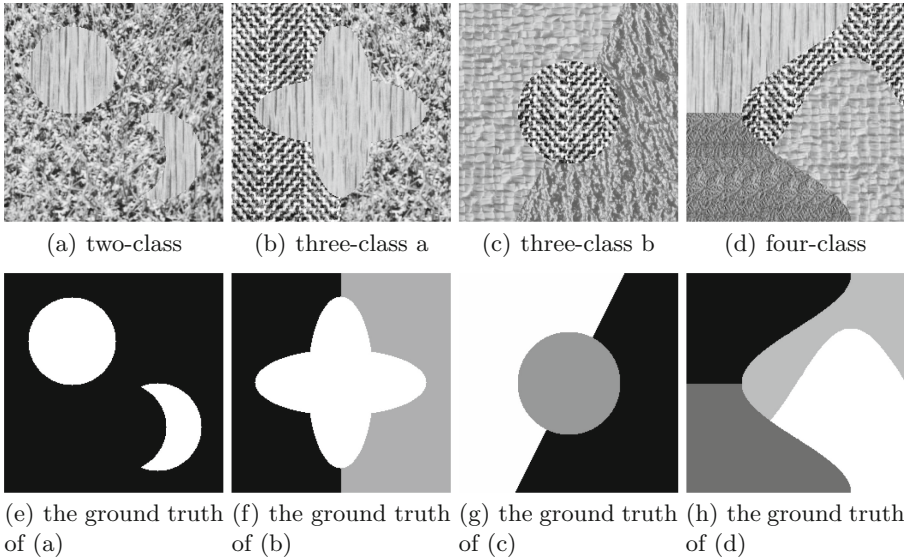 (a) two-class
(b) three-class a
(c) three-class b
(d) four-class
(e) the ground truth of (a)
(f) the ground truth of (b)
(g) the ground truth of (c)
(h) the ground truth of (d)